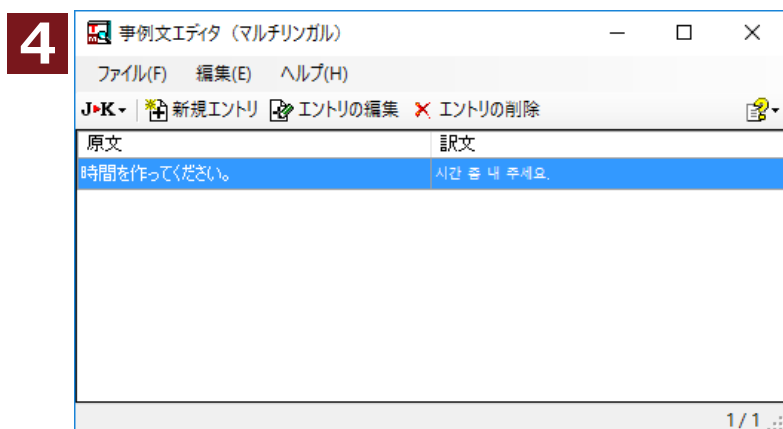 4
事例文エディタ（マルチリンガル）
ファイル(F) 編集(E) ヘルプ(H)
J▸K 新規エントリ エントリの編集 エントリの削除
原文 訳文
時間を作ってください。 시간 좀 내 주세요.
1/1